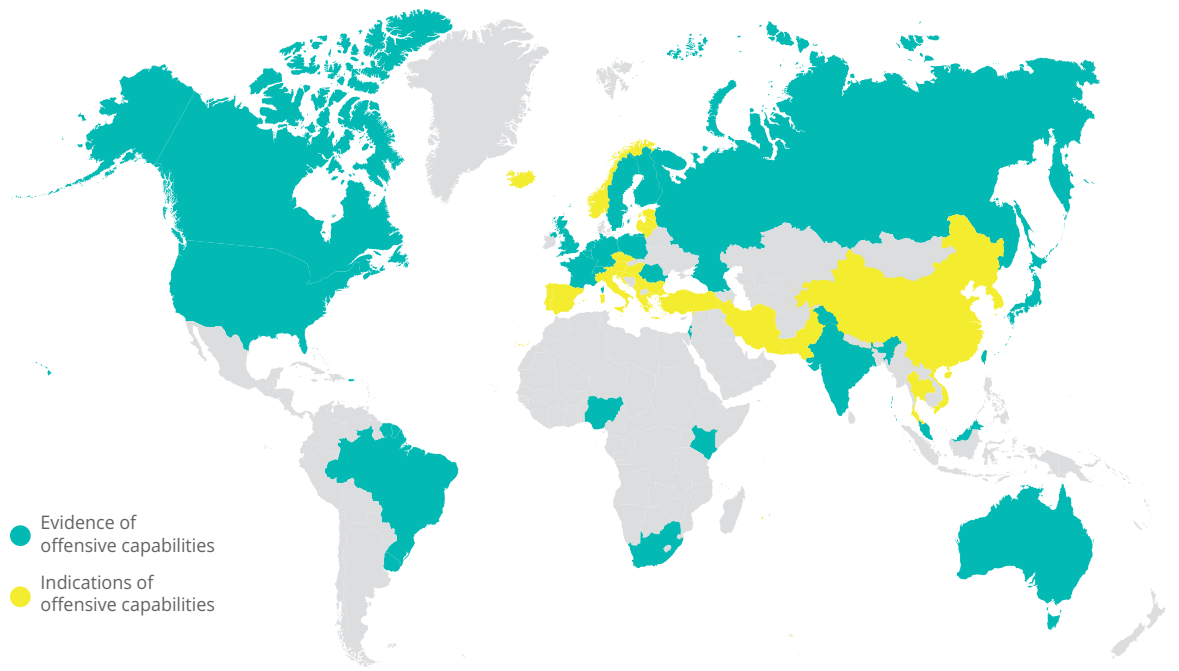 Evidence of
offensive capabilities
Indications of
offensive capabilities